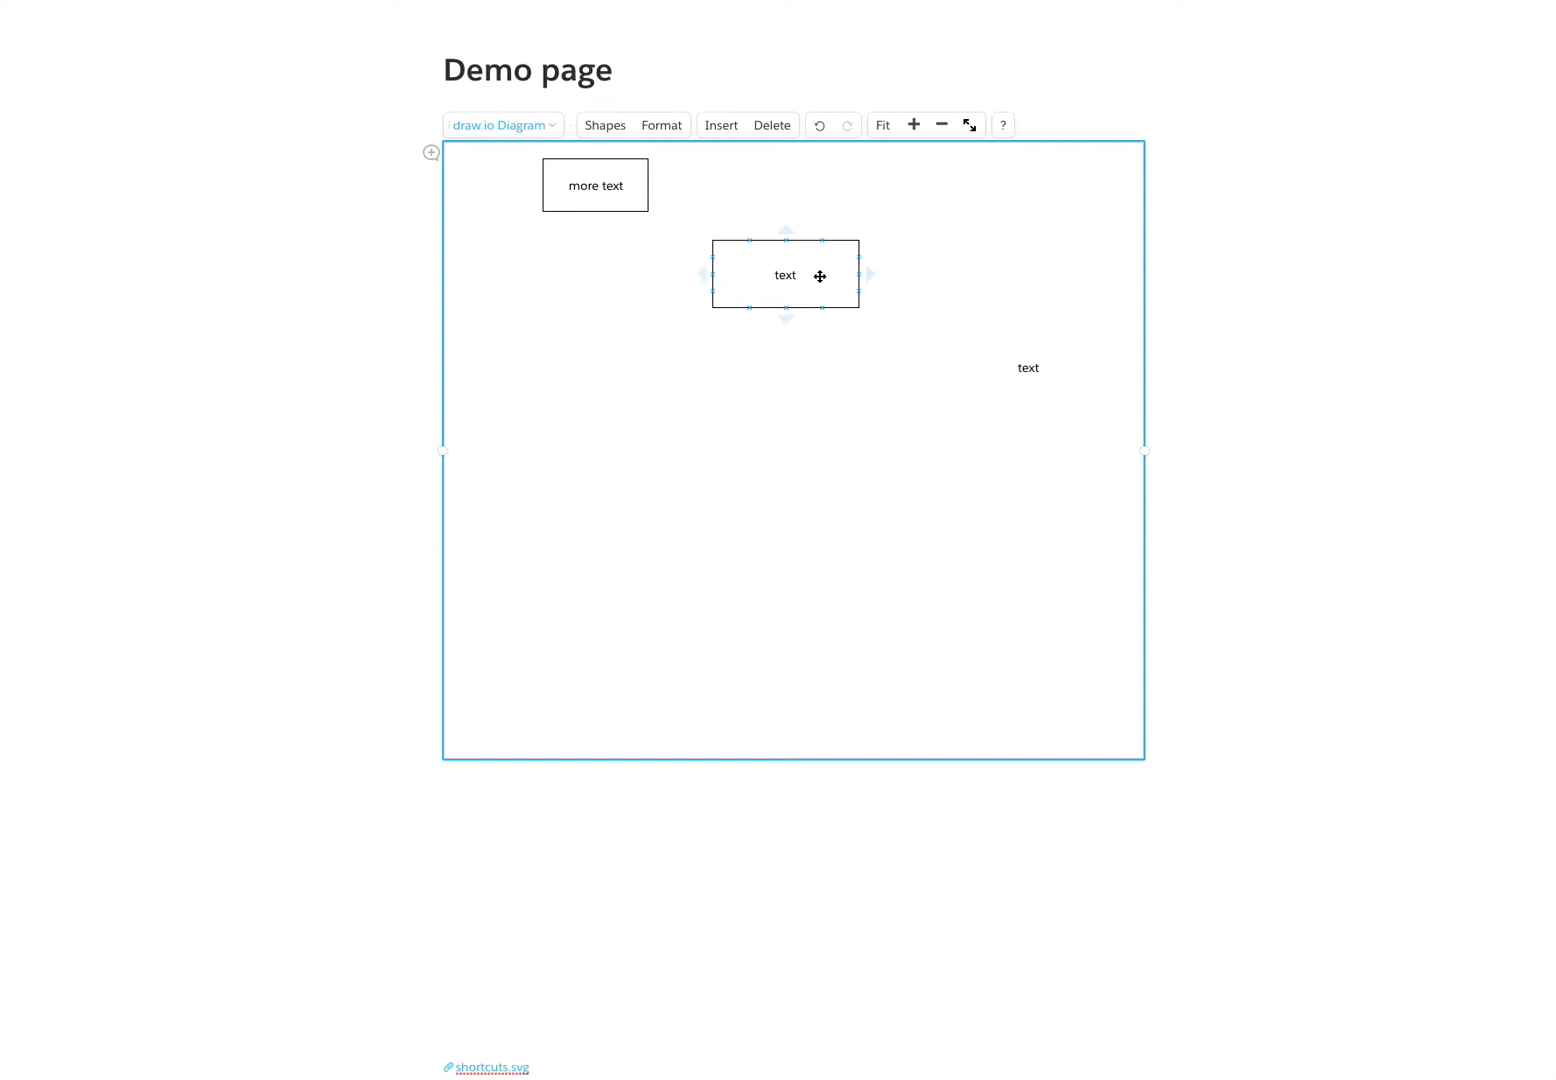 Demo page
draw.io Diagram Shapes Format Insert Delete Fit ?
more text
text
text
shortcuts.svg